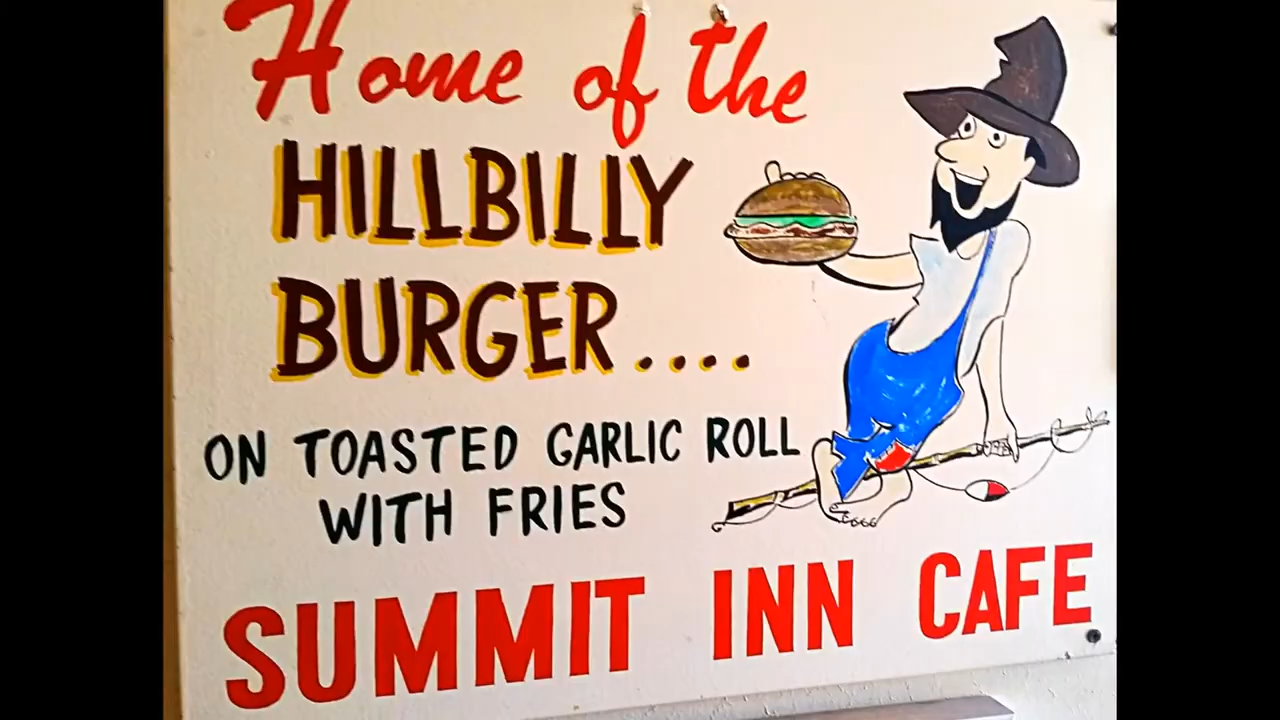 Home of the
HILLBILLY
BURGER....
ON TOASTED GARLIC ROLL
WITH FRIES
SUMMIT INN CAFE